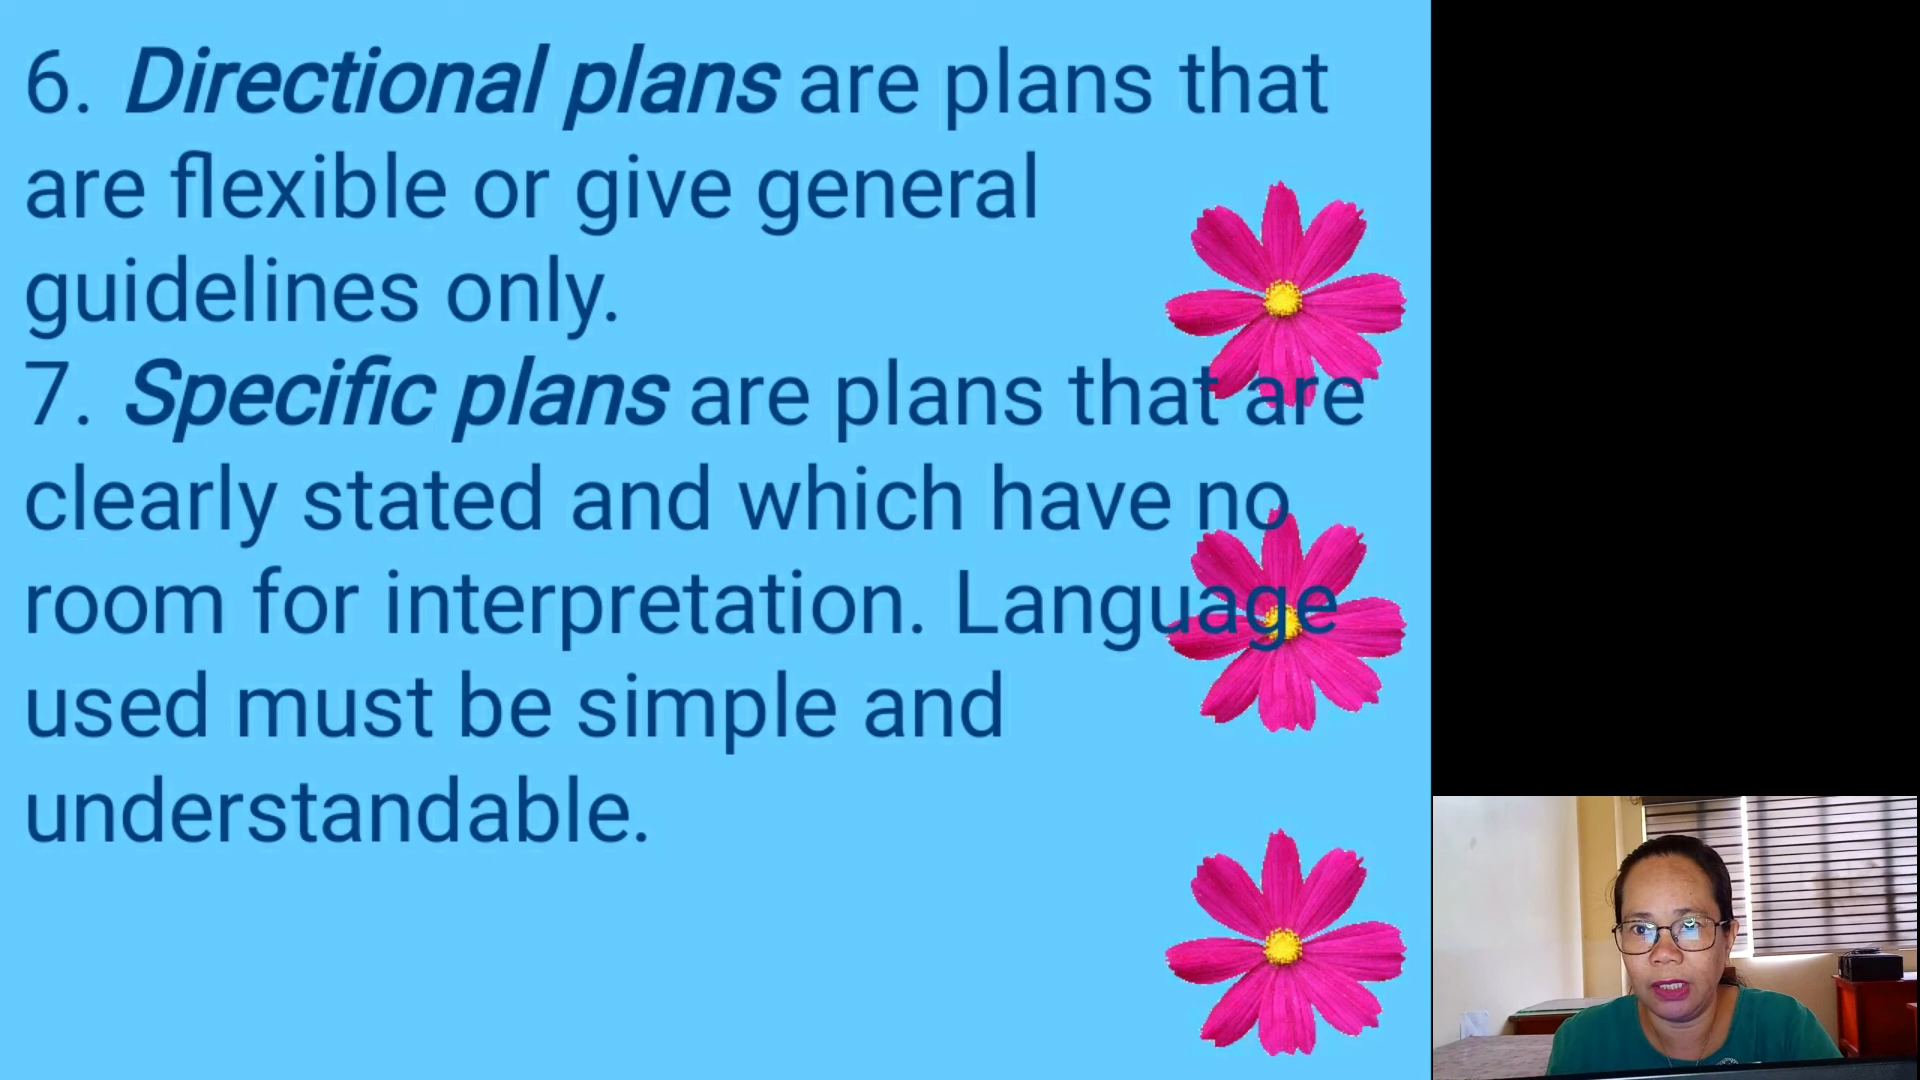 6. Directional plans are plans that
are flexible or give general
guidelines only.
7. Specific plans are plans that are
clearly stated and which have no
room for interpretation. Language
used must be simple and
understandable.